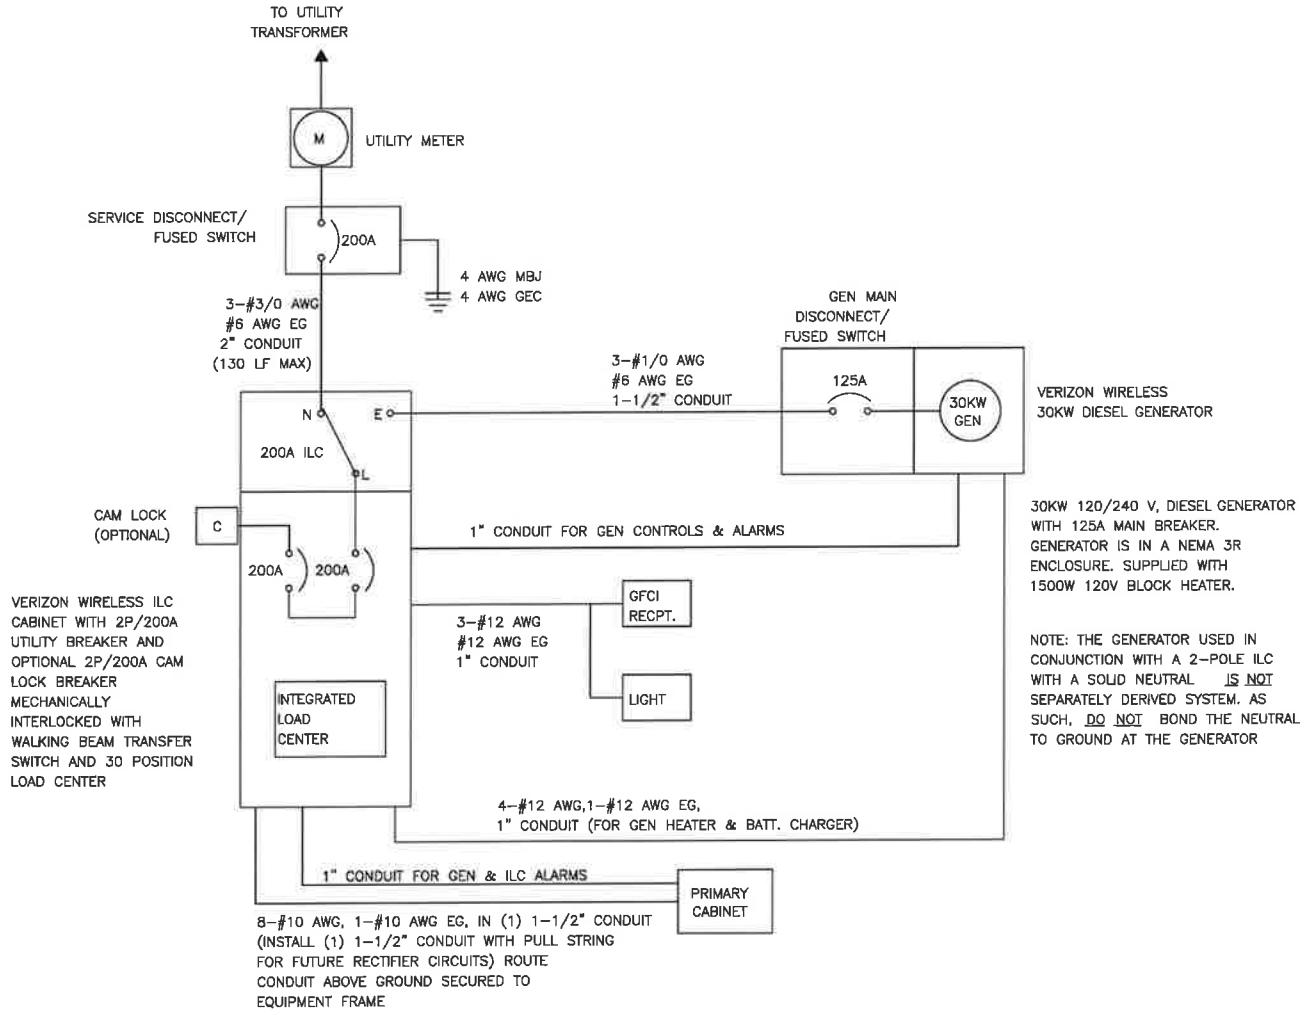 TO UTILITY
TRANSFORMER
M
UTILITY METER
SERVICE DISCONNECT/
FUSED SWITCH
200A
4 AWG MBJ
4 AWG GEC
3-#3/0 AWG
#6 AWG EG
2" CONDUIT
(130 LF MAX)
GEN MAIN
DISCONNECT/
FUSED SWITCH
3-#1/0 AWG
#6 AWG EG
1-1/2" CONDUIT
125A
30KW
GEN
VERIZON WIRELESS
30KW DIESEL GENERATOR
N
E
200A ILC
L
CAM LOCK
(OPTIONAL)
C
200A
200A
1" CONDUIT FOR GEN CONTROLS & ALARMS
30KW 120/240 V, DIESEL GENERATOR
WITH 125A MAIN BREAKER.
GENERATOR IS IN A NEMA 3R
ENCLOSURE. SUPPLIED WITH
1500W 120V BLOCK HEATER.
VERIZON WIRELESS ILC
CABINET WITH 2P/200A
UTILITY BREAKER AND
OPTIONAL 2P/200A CAM
LOCK BREAKER
MECHANICALLY
INTERLOCKED WITH
WALKING BEAM TRANSFER
SWITCH AND 30 POSITION
LOAD CENTER
3-#12 AWG
#12 AWG EG
1" CONDUIT
GFCI
RECPT.
LIGHT
NOTE: THE GENERATOR USED IN
CONJUNCTION WITH A 2-POLE ILC
WITH A SOLID NEUTRAL IS NOT
SEPARATELY DERIVED SYSTEM. AS
SUCH, DO NOT BOND THE NEUTRAL
TO GROUND AT THE GENERATOR
INTEGRATED
LOAD
CENTER
4-#12 AWG,1-#12 AWG EG,
1" CONDUIT (FOR GEN HEATER & BATT. CHARGER)
1" CONDUIT FOR GEN & ILC ALARMS
PRIMARY
CABINET
8-#10 AWG, 1-#10 AWG EG, IN (1) 1-1/2" CONDUIT
(INSTALL (1) 1-1/2" CONDUIT WITH PULL STRING
FOR FUTURE RECTIFIER CIRCUITS) ROUTE
CONDUIT ABOVE GROUND SECURED TO
EQUIPMENT FRAME